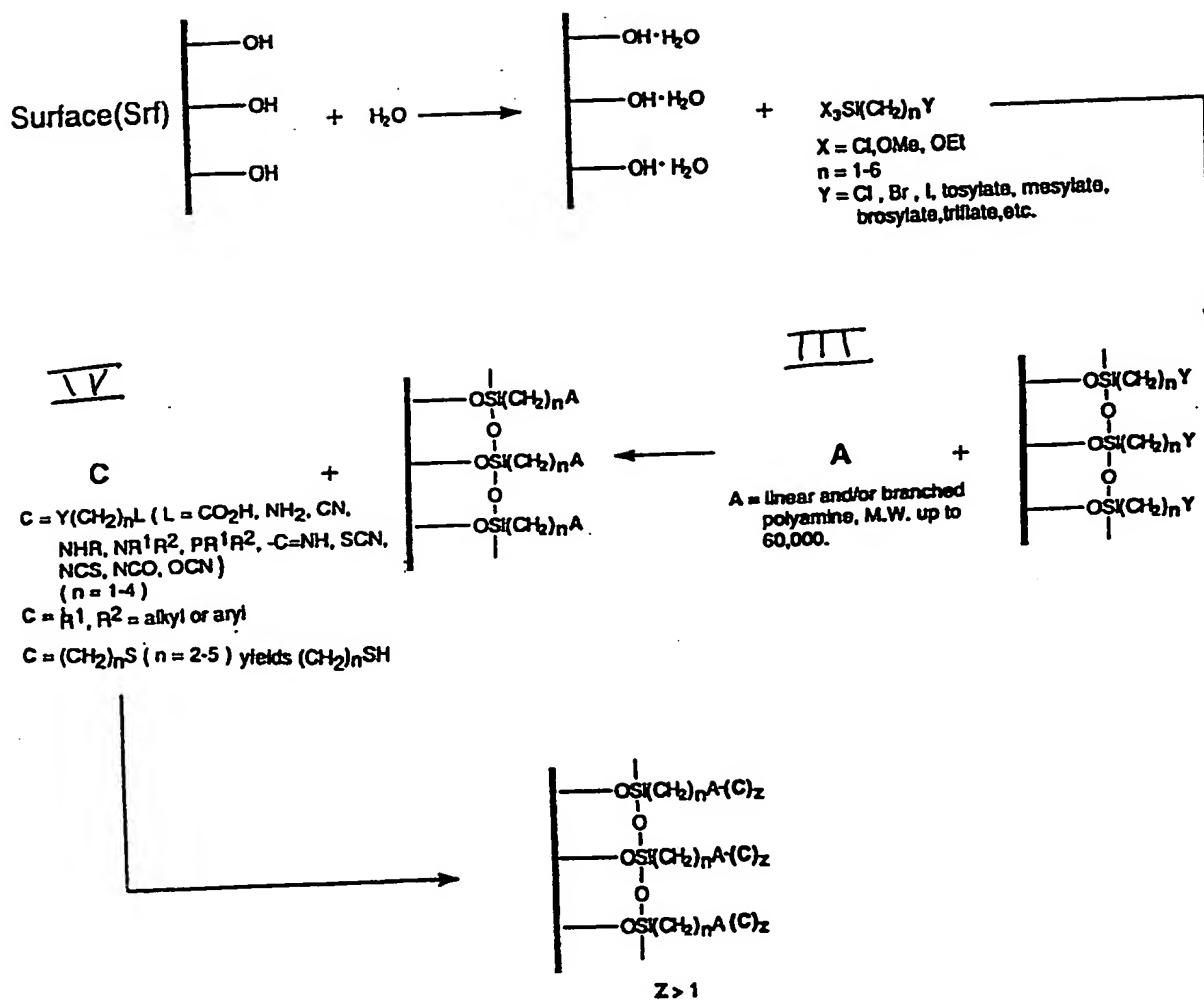 Surface(Srf)
OH
OH
OH
+ H₂O
OH·H₂O
OH·H₂O
OH·H₂O
+
X₃Si(CH₂)ₙY
X = Cl,OMe, OEt
n = 1-6
Y = Cl , Br , I, tosylate, mesylate,
brosylate,triflate,etc.
IV
C
+
C = Y(CH₂)ₙL ( L = CO₂H, NH₂, CN,
NHR, NR¹R², PR¹R², -C=NH, SCN,
NCS, NCO, OCN )
( n = 1-4 )
C = R¹, R² = alkyl or aryl
C = (CH₂)ₙS ( n = 2-5 ) yields (CH₂)ₙSH
OSi(CH₂)ₙA
O
OSi(CH₂)ₙA
O
OSi(CH₂)ₙA
III
A
+
A = linear and/or branched
polyamine, M.W. up to
60,000.
OSi(CH₂)ₙY
O
OSi(CH₂)ₙY
O
OSi(CH₂)ₙY
OSi(CH₂)ₙA-(C)z
O
OSi(CH₂)ₙA-(C)z
O
OSi(CH₂)ₙA-(C)z
Z > 1